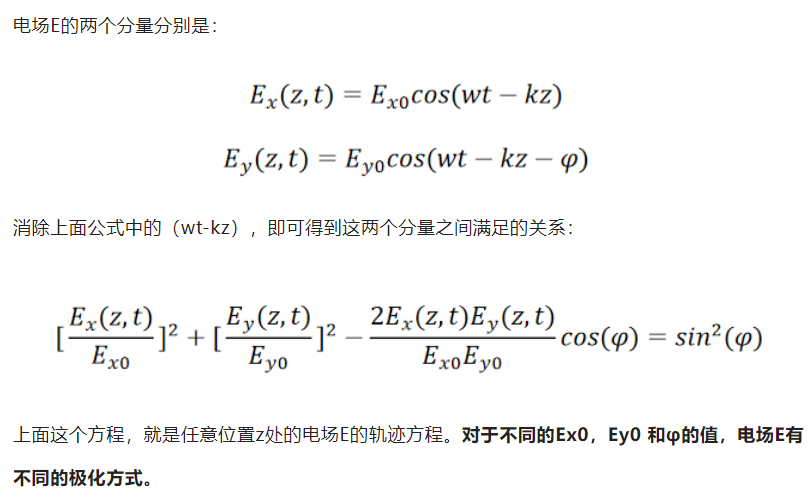 电场E的两个分量分别是：
E_x(z, t) = E_{x0}cos(wt − kz)
E_y(z, t) = E_{y0}cos(wt − kz − φ)
消除上面公式中的（wt-kz），即可得到这两个分量之间满足的关系：
[\frac{E_x(z, t)}{E_{x0}}]^2 + [\frac{E_y(z, t)}{E_{y0}}]^2 − \frac{2E_x(z, t)E_y(z, t)}{E_{x0}E_{y0}}cos(φ) = sin^2(φ)
上面这个方程，就是任意位置z处的电场E的轨迹方程。对于不同的Ex0，Ey0 和φ的值，电场E有
不同的极化方式。